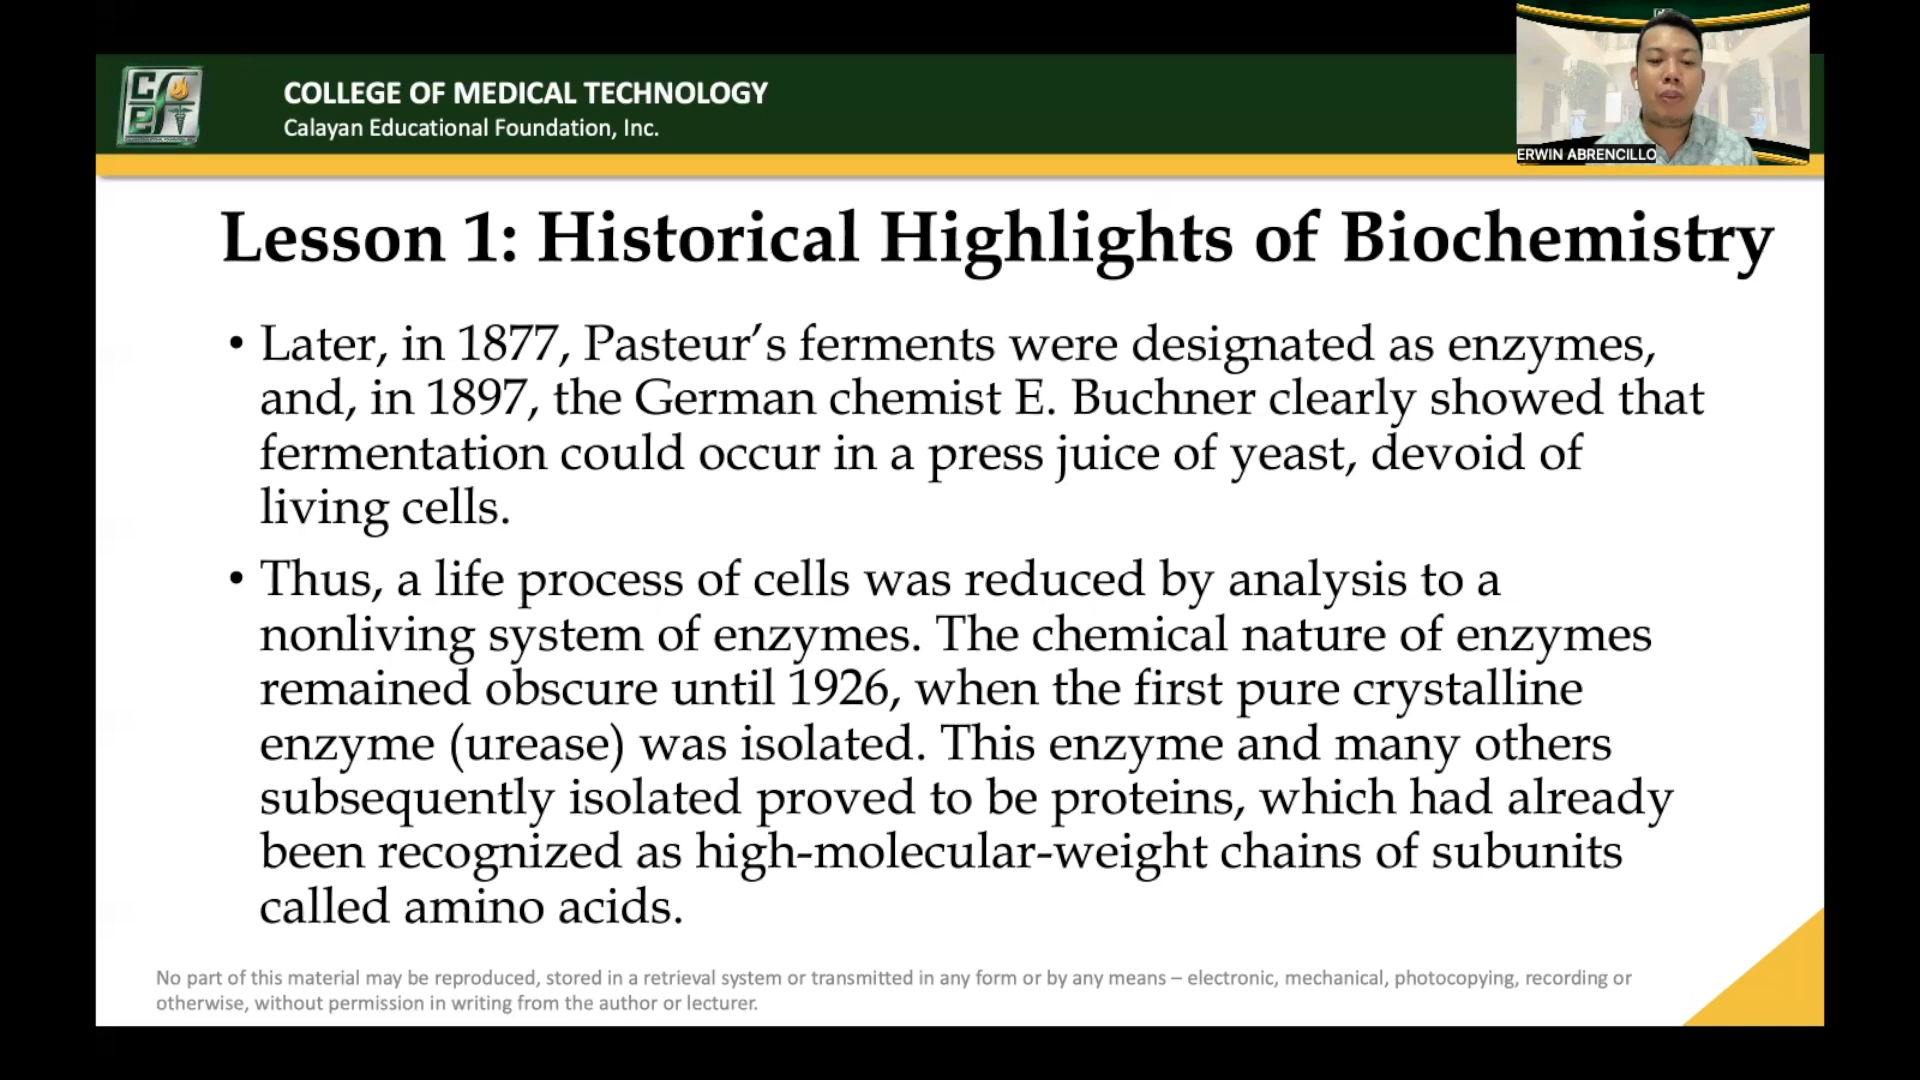 COLLEGE OF MEDICAL TECHNOLOGY
Calayan Educational Foundation, Inc.
ERWIN ABRENCILLO
Lesson 1: Historical Highlights of Biochemistry
• Later, in 1877, Pasteur’s ferments were designated as enzymes,
and, in 1897, the German chemist E. Buchner clearly showed that
fermentation could occur in a press juice of yeast, devoid of
living cells.
• Thus, a life process of cells was reduced by analysis to a
nonliving system of enzymes. The chemical nature of enzymes
remained obscure until 1926, when the first pure crystalline
enzyme (urease) was isolated. This enzyme and many others
subsequently isolated proved to be proteins, which had already
been recognized as high-molecular-weight chains of subunits
called amino acids.
No part of this material may be reproduced, stored in a retrieval system or transmitted in any form or by any means – electronic, mechanical, photocopying, recording or
otherwise, without permission in writing from the author or lecturer.